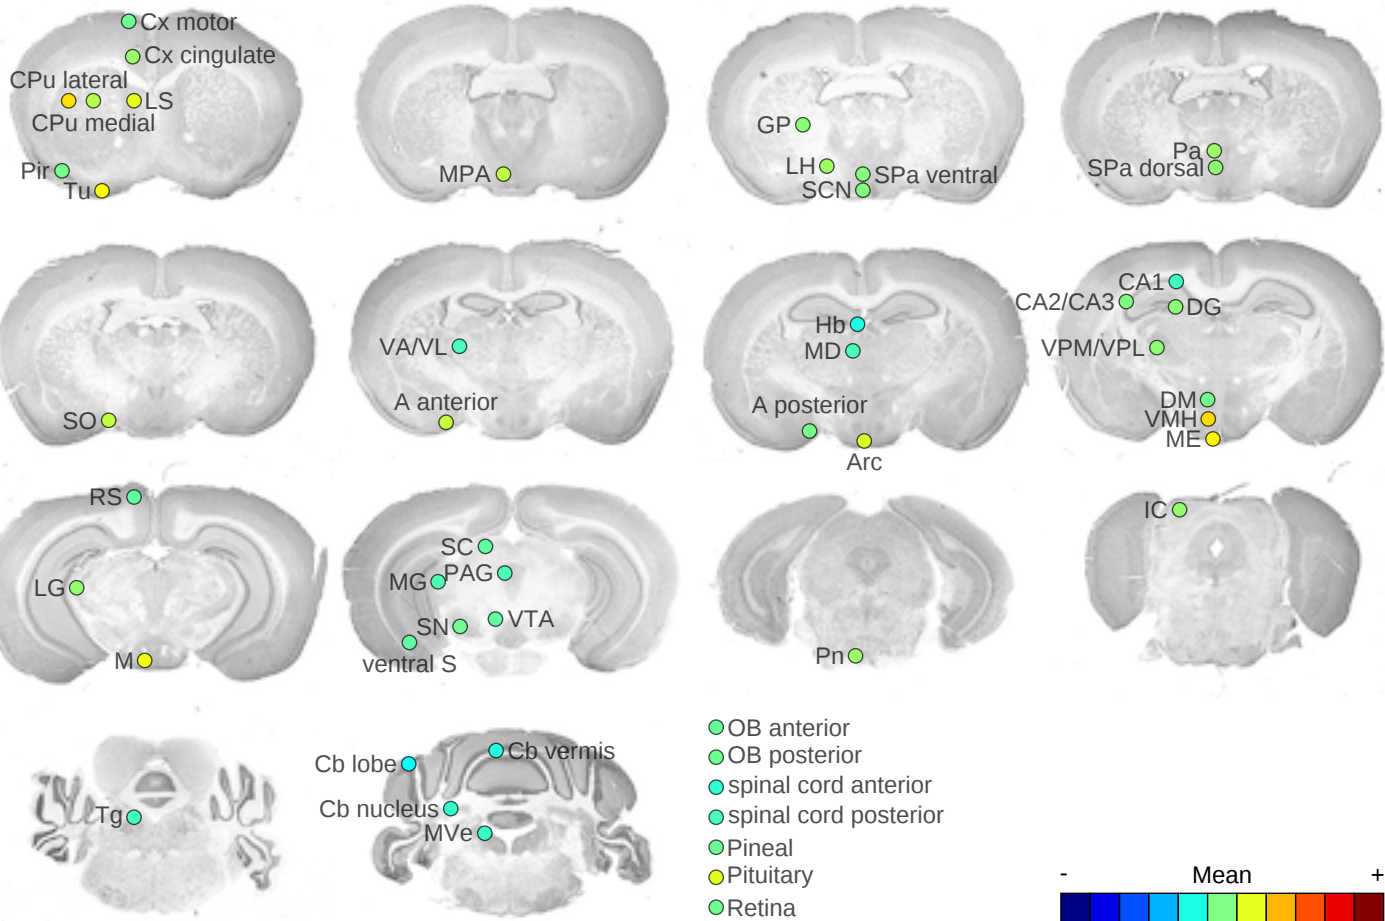 Cx motor
Cx cingulate
CPu lateral
LS
CPu medial
Pir
Tu
MPA
GP
LH
SPa ventral
SCN
Pa
SPa dorsal
SO
VA/VL
A anterior
Hb
MD
A posterior
Arc
CA1
CA2/CA3
DG
VPM/VPL
DM
VMH
ME
RS
LG
M
SC
PAG
MG
VTA
SN
ventral S
Pn
IC
Tg
Cb vermis
Cb lobe
Cb nucleus
MVe
OB anterior
OB posterior
spinal cord anterior
spinal cord posterior
Pineal
Pituitary
Retina
- Mean +